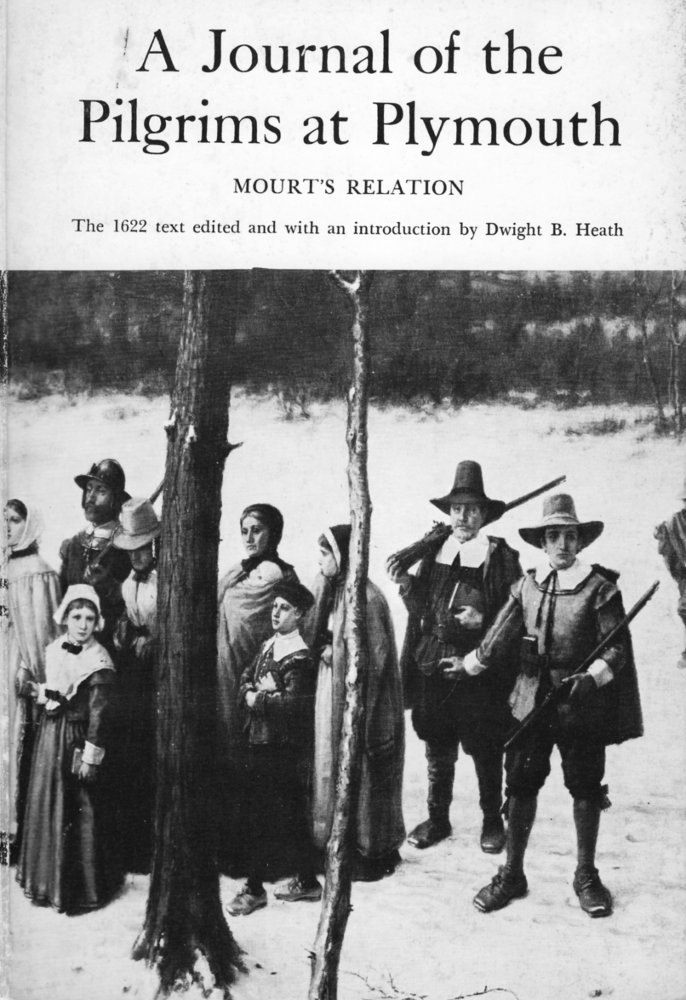 A Journal of the
Pilgrims at Plymouth
MOURT'S RELATION
The 1622 text edited and with an introduction by Dwight B. Heath